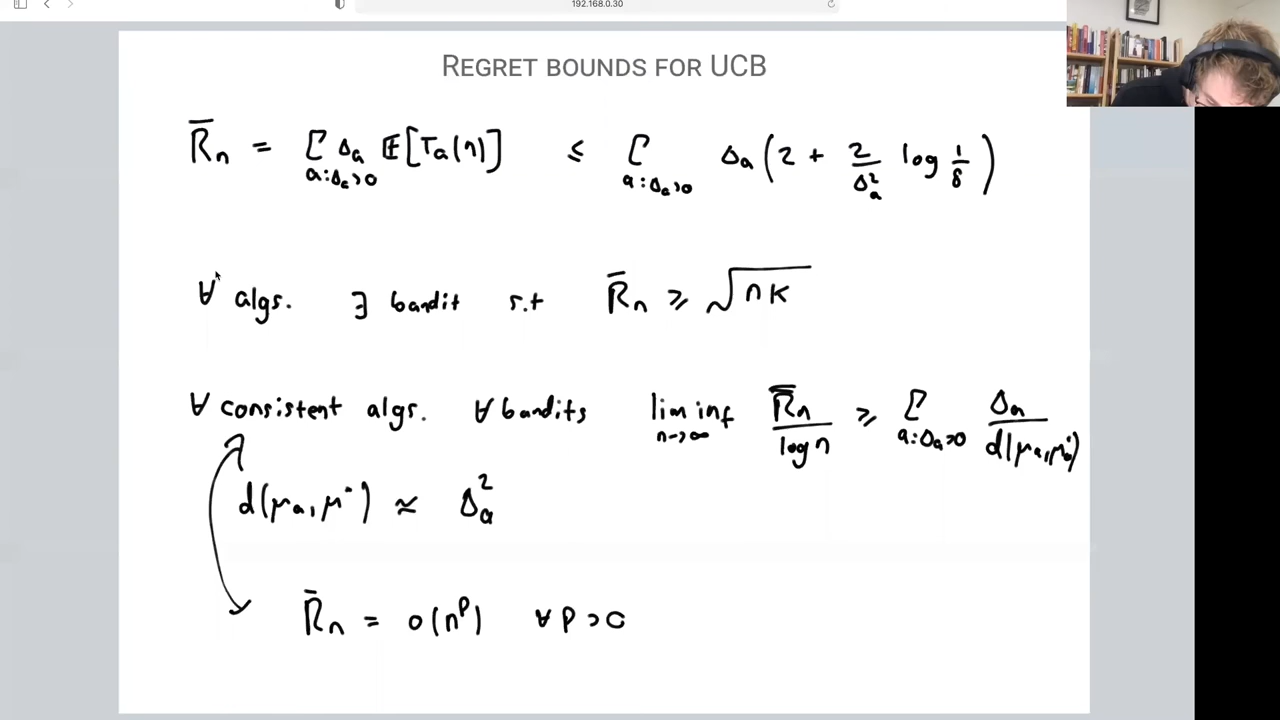 192.168.0.30
REGRET BOUNDS FOR UCB
R̄n = Σ_{a:Δa>0} Δa 𝔼[Ta(n)] ≤ Σ_{a:Δa>0} Δa (2 + 2/Δa² log 1/δ)
∀ algs. ∃ bandit s.t R̄n ≥ √nK
∀ consistent algs. ∀ bandits lim inf_{n→∞} R̄n/log n ≥ Σ_{a:Δa>0} Δa/d(μa, μ*)
d(μa, μ*) ≈ Δa²
R̄n = o(n^p) ∀ p > 0